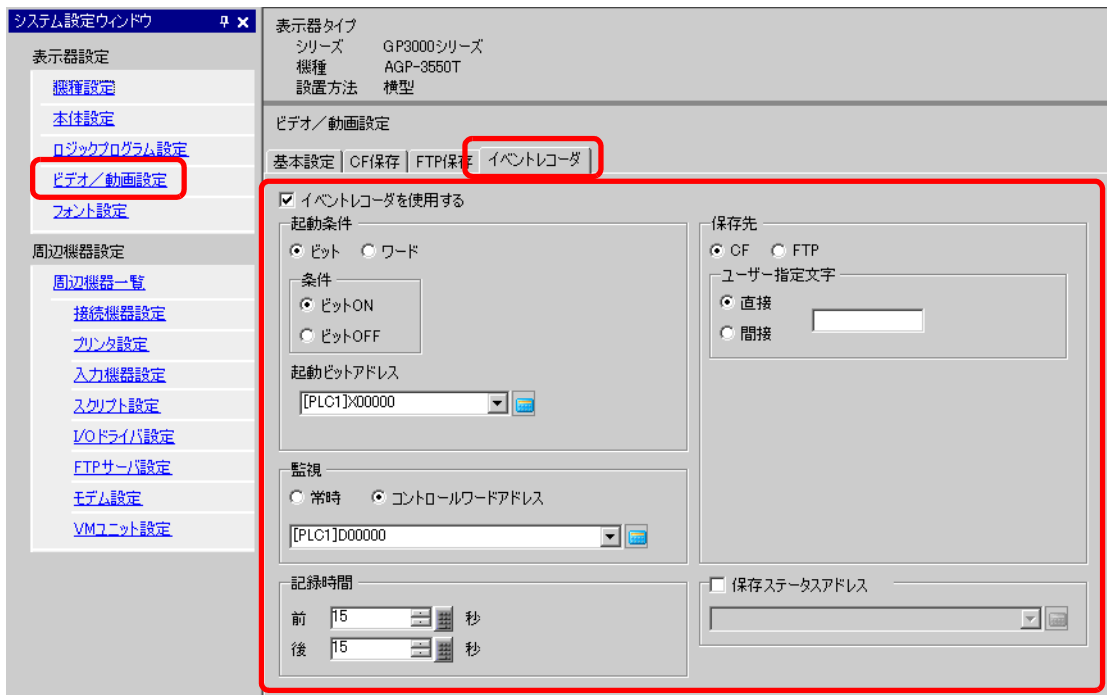 システム設定ウィンドウ
表示器設定
機種設定
本体設定
ロジックプログラム設定
ビデオ／動画設定
フォント設定
周辺機器設定
周辺機器一覧
接続機器設定
プリンタ設定
入力機器設定
スクリプト設定
I/Oドライバ設定
FTPサーバ設定
モデム設定
VMユニット設定
表示器タイプ
シリーズ GP3000シリーズ
機種 AGP-3550T
設置方法 横型
ビデオ／動画設定
基本設定 CF保存 FTP保存 イベントレコーダ
イベントレコーダを使用する
起動条件
ビット ワード
条件
ビットON
ビットOFF
起動ビットアドレス
[PLC1]X00000
監視
常時 コントロールワードアドレス
[PLC1]D00000
記録時間
前 15 秒
後 15 秒
保存先
CF FTP
ユーザー指定文字
直接
間接
保存ステータスアドレス